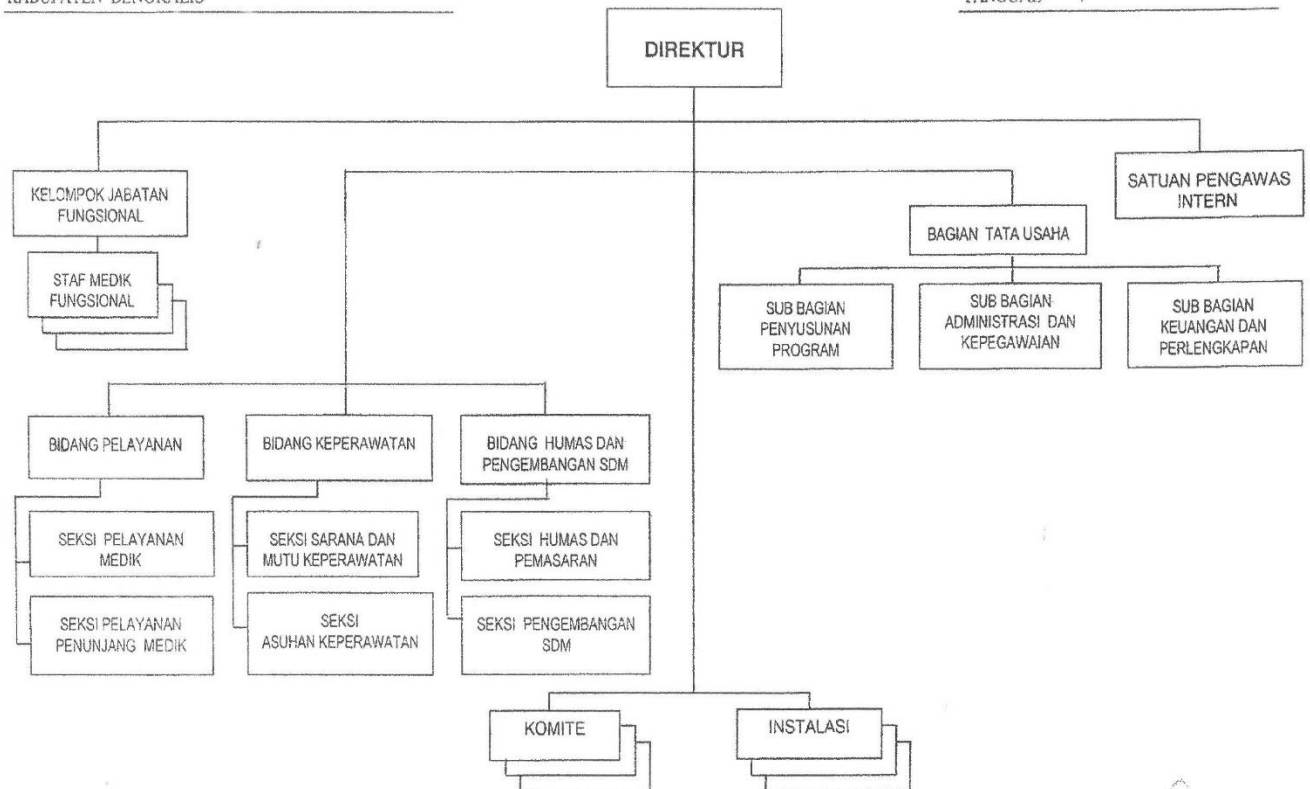 KABUPATEN BENGKALIS
TANGGAL
DIREKTUR
KELOMPOK JABATAN
FUNGSIONAL
SATUAN PENGAWAS
INTERN
BAGIAN TATA USAHA
STAF MEDIK
FUNGSIONAL
SUB BAGIAN
PENYUSUNAN
PROGRAM
SUB BAGIAN
ADMINISTRASI DAN
KEPEGAWAIAN
SUB BAGIAN
KEUANGAN DAN
PERLENGKAPAN
BIDANG PELAYANAN
BIDANG KEPERAWATAN
BIDANG HUMAS DAN
PENGEMBANGAN SDM
SEKSI PELAYANAN
MEDIK
SEKSI SARANA DAN
MUTU KEPERAWATAN
SEKSI HUMAS DAN
PEMASARAN
SEKSI PELAYANAN
PENUNJANG MEDIK
SEKSI
ASUHAN KEPERAWATAN
SEKSI PENGEMBANGAN
SDM
KOMITE
INSTALASI